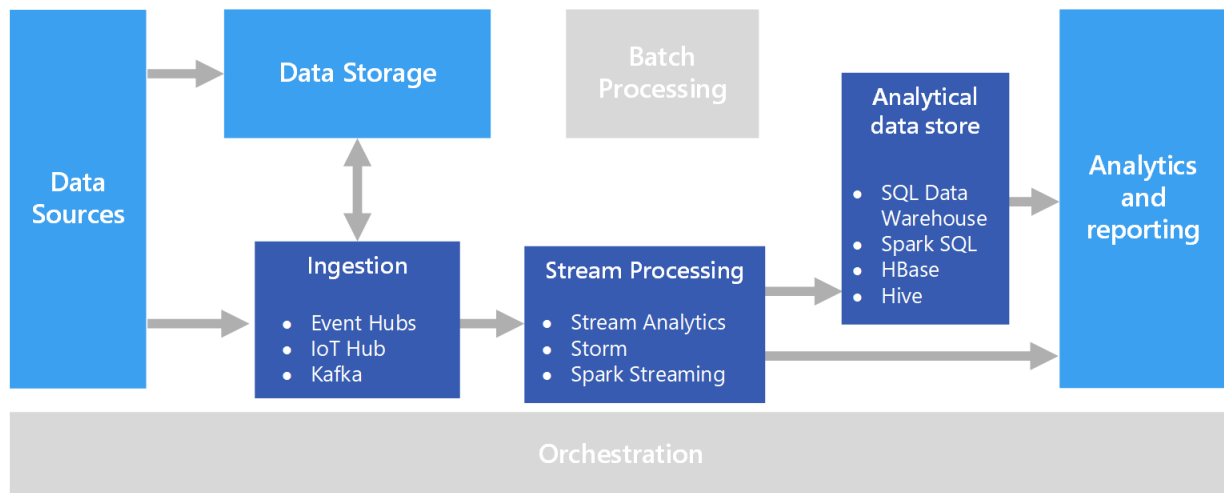 Data
Sources
Data Storage
Batch
Processing
Ingestion
● Event Hubs
● IoT Hub
● Kafka
Stream Processing
● Stream Analytics
● Storm
● Spark Streaming
Analytical
data store
● SQL Data
Warehouse
● Spark SQL
● HBase
● Hive
Analytics
and
reporting
Orchestration